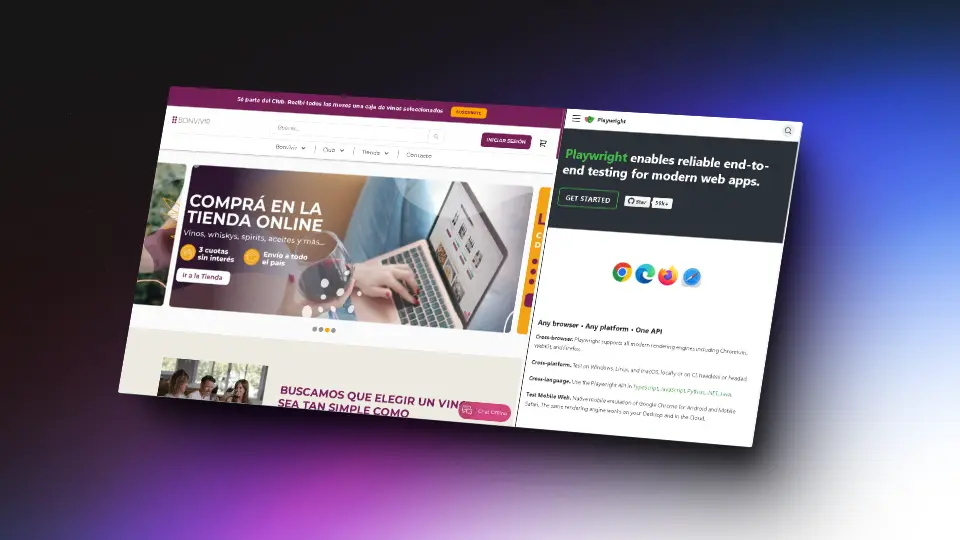 Sé parte del Club. Recibí todos los meses una caja de vinos seleccionados
SUSCRIBITE
BONVIVIR
Buscar...
INICIAR SESIÓN
Bonvivir
Club
Tienda
Contacto
COMPRÁ EN LA
TIENDA ONLINE
Vinos, whiskys, spirits, aceites y más...
3 cuotas
sin interés
Envío a todo
el país
Ir a la Tienda
BUSCAMOS QUE ELEGIR UN VINO
SEA TAN SIMPLE COMO
Chat Offline
Playwright
Playwright enables reliable end-to-
end testing for modern web apps.
GET STARTED
Star
Any browser • Any platform • One API
Cross-browser. Playwright supports all modern rendering engines including Chromium,
WebKit, and Firefox.
Cross-platform. Test on Windows, Linux, and macOS, locally or on CI, headless or headed.
Cross-language. Use the Playwright API in TypeScript, JavaScript, Python, .NET, Java.
Test Mobile Web. Native mobile emulation of Google Chrome for Android and Mobile
Safari. The same rendering engine works on your Desktop and in the Cloud.